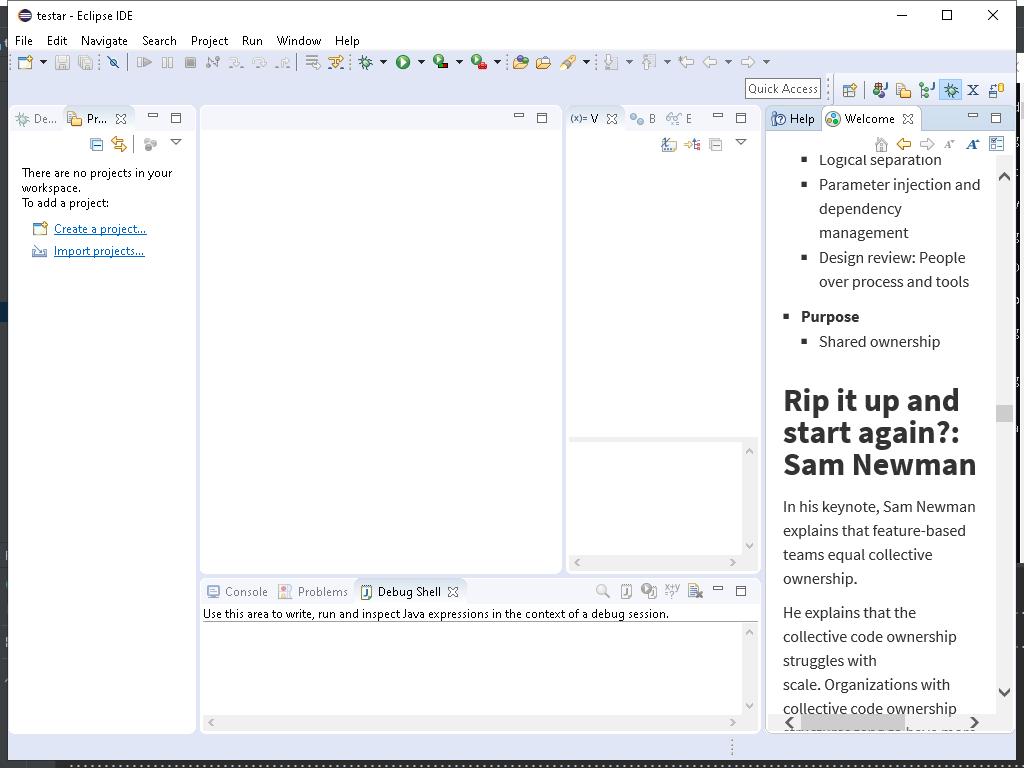 testar - Eclipse IDE
File Edit Navigate Search Project Run Window Help
Quick Access
De...
Pr...
There are no projects in your
workspace.
To add a project:
Create a project...
Import projects...
(x)= V
B
E
Help
Welcome
Logical separation
Parameter injection and
dependency
management
Design review: People
over process and tools
Purpose
Shared ownership
Rip it up and
start again?:
Sam Newman
In his keynote, Sam Newman
explains that feature-based
teams equal collective
ownership.
He explains that the
collective code ownership
struggles with
scale. Organizations with
collective code ownership
Console
Problems
Debug Shell
Use this area to write, run and inspect Java expressions in the context of a debug session.